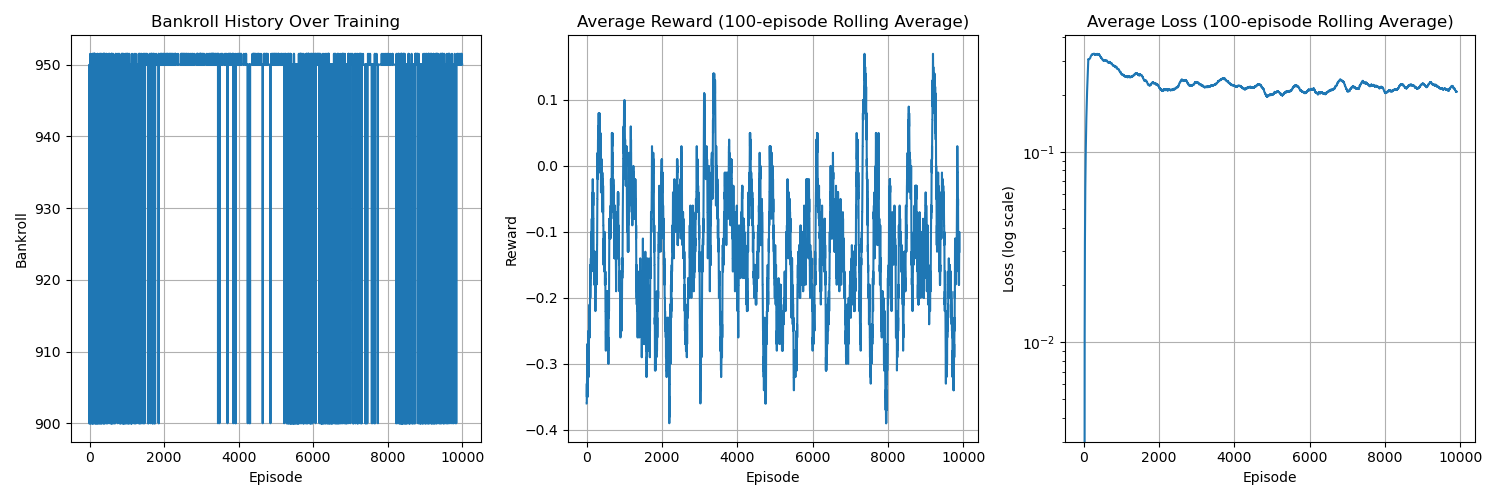 Bankroll History Over Training
Bankroll
950
940
930
920
910
900
0 2000 4000 6000 8000 10000
Episode
Average Reward (100-episode Rolling Average)
Reward
0.1
0.0
−0.1
−0.2
−0.3
−0.4
0 2000 4000 6000 8000 10000
Episode
Average Loss (100-episode Rolling Average)
Loss (log scale)
10⁻¹
10⁻²
0 2000 4000 6000 8000 10000
Episode